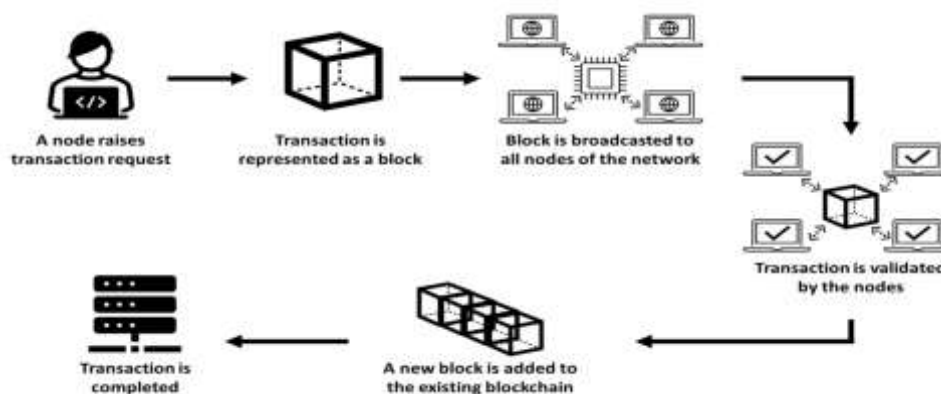 </>
A node raises
transaction request
Transaction is
represented as a block
Block is broadcasted to
all nodes of the network
Transaction is validated
by the nodes
A new block is added to
the existing blockchain
Transaction is
completed